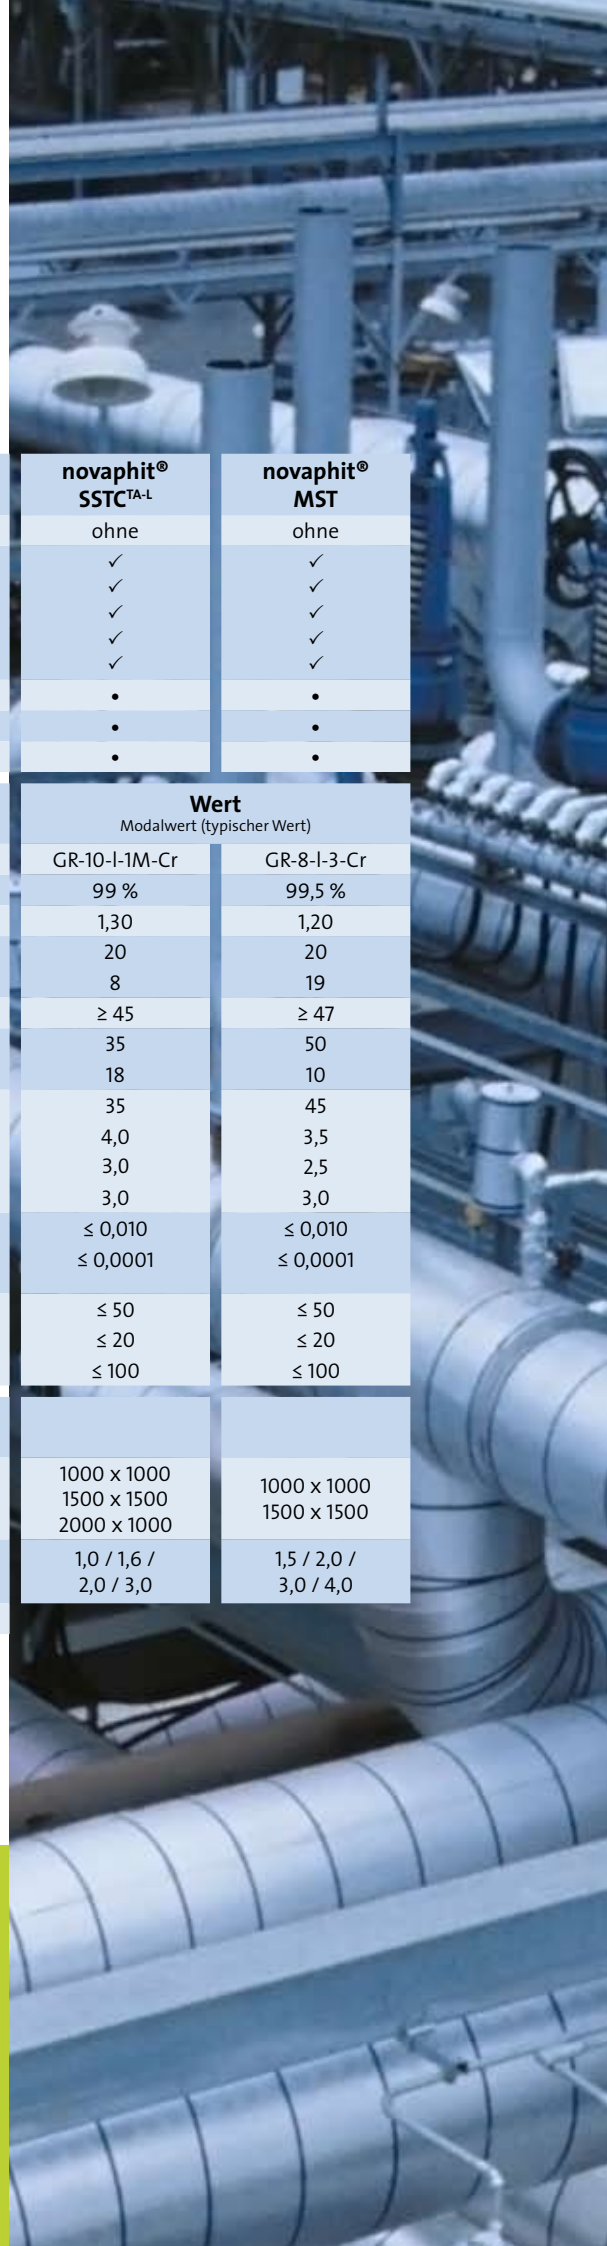 novaphit® novaphit®
SSTCTA-L MST
ohne ohne
✓ ✓
✓ ✓
✓ ✓
✓ ✓
✓ ✓
• •
• •
• •
Wert
Modalwert (typischer Wert)
GR-10-I-1M-Cr GR-8-I-3-Cr
99 % 99,5 %
1,30 1,20
20 20
8 19
≥ 45 ≥ 47
35 50
18 10
35 45
4,0 3,5
3,0 2,5
3,0 3,0
≤ 0,010 ≤ 0,010
≤ 0,0001 ≤ 0,0001
≤ 50 ≤ 50
≤ 20 ≤ 20
≤ 100 ≤ 100
1000 x 1000
1500 x 1500
2000 x 1000
1000 x 1000
1500 x 1500
1,0 / 1,6 /
2,0 / 3,0
1,5 / 2,0 /
3,0 / 4,0